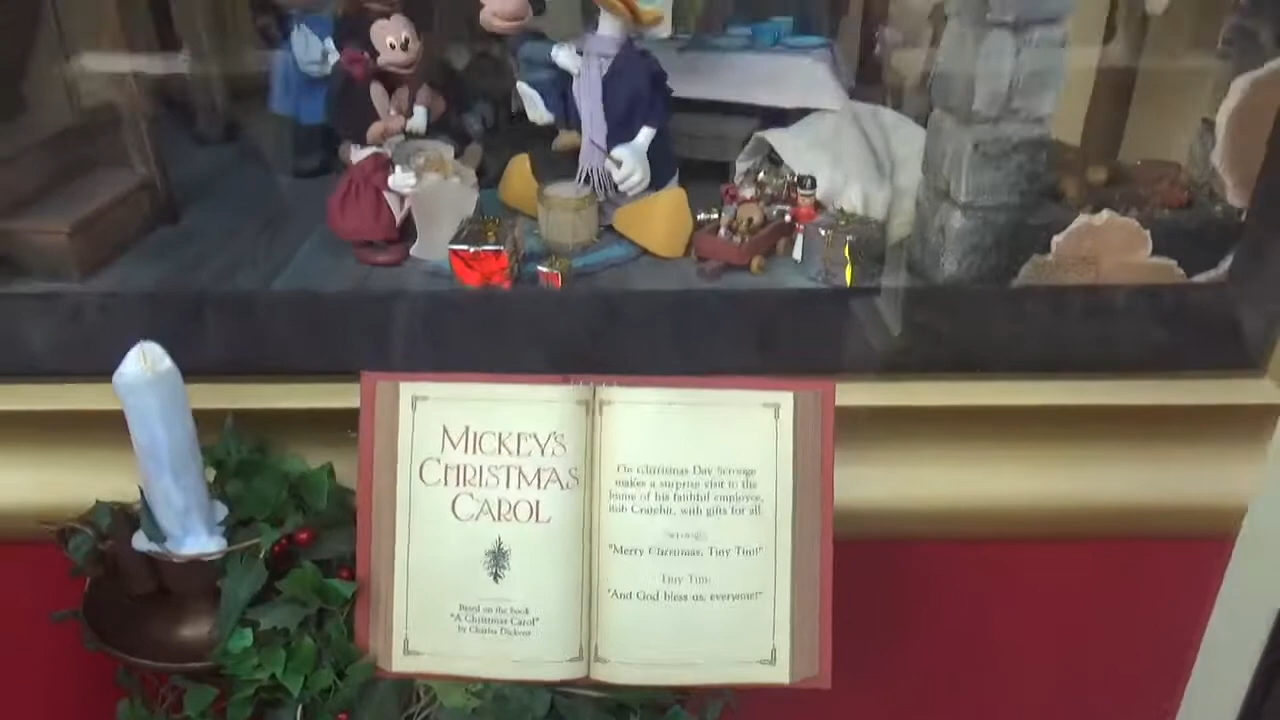 MICKEY'S
CHRISTMAS
CAROL
Based on the book
"A Christmas Carol"
by Charles Dickens
On Christmas Day Scrooge
makes a surprise visit to the
home of his faithful employee,
Bob Cratchit, with gifts for all.
Scrooge:
"Merry Christmas, Tiny Tim!"
Tiny Tim:
"And God bless us, everyone!"